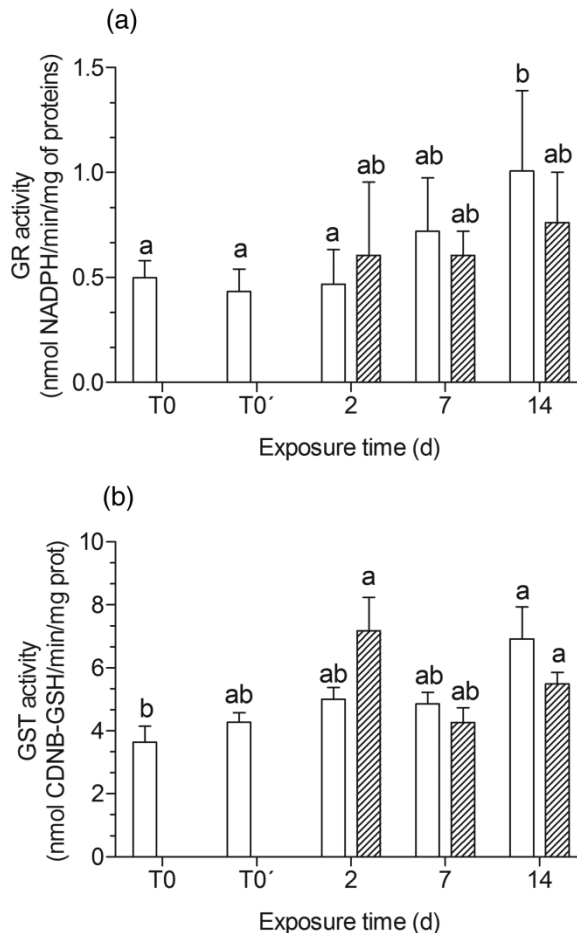 (a)
GR activity
(nmol NADPH/min/mg of proteins)
1.5
1.0
0.5
0.0
a
a
a
ab
ab
ab
b
ab
T0
T0´
2
7
14
Exposure time (d)
(b)
GST activity
(nmol CDNB-GSH/min/mg prot)
10
8
6
4
2
0
b
ab
ab
a
ab
ab
a
a
T0
T0´
2
7
14
Exposure time (d)